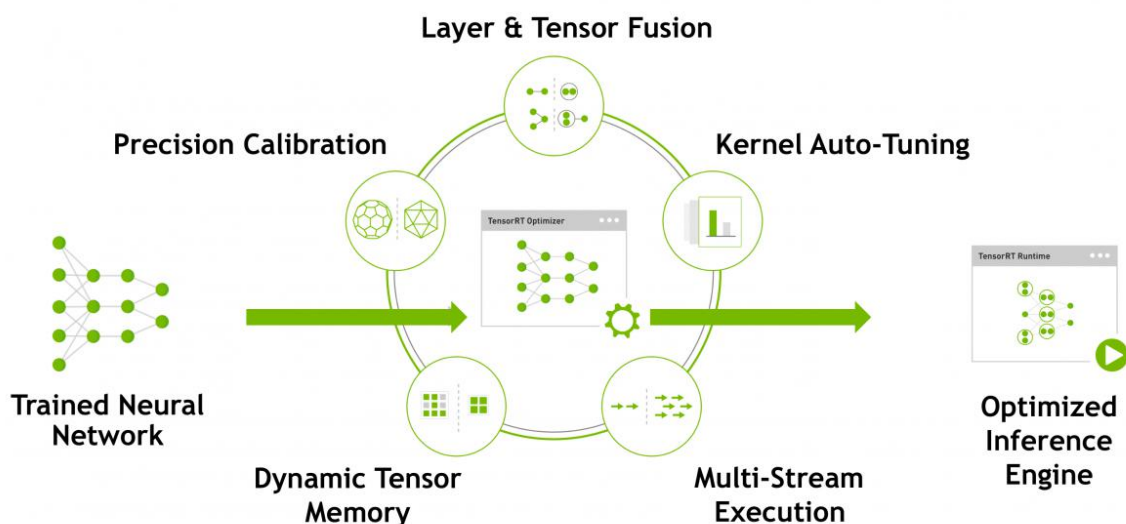 Layer & Tensor Fusion
Precision Calibration
Kernel Auto-Tuning
TensorRT Optimizer
TensorRT Runtime
Trained Neural
Network
Optimized
Inference
Engine
Dynamic Tensor
Memory
Multi-Stream
Execution